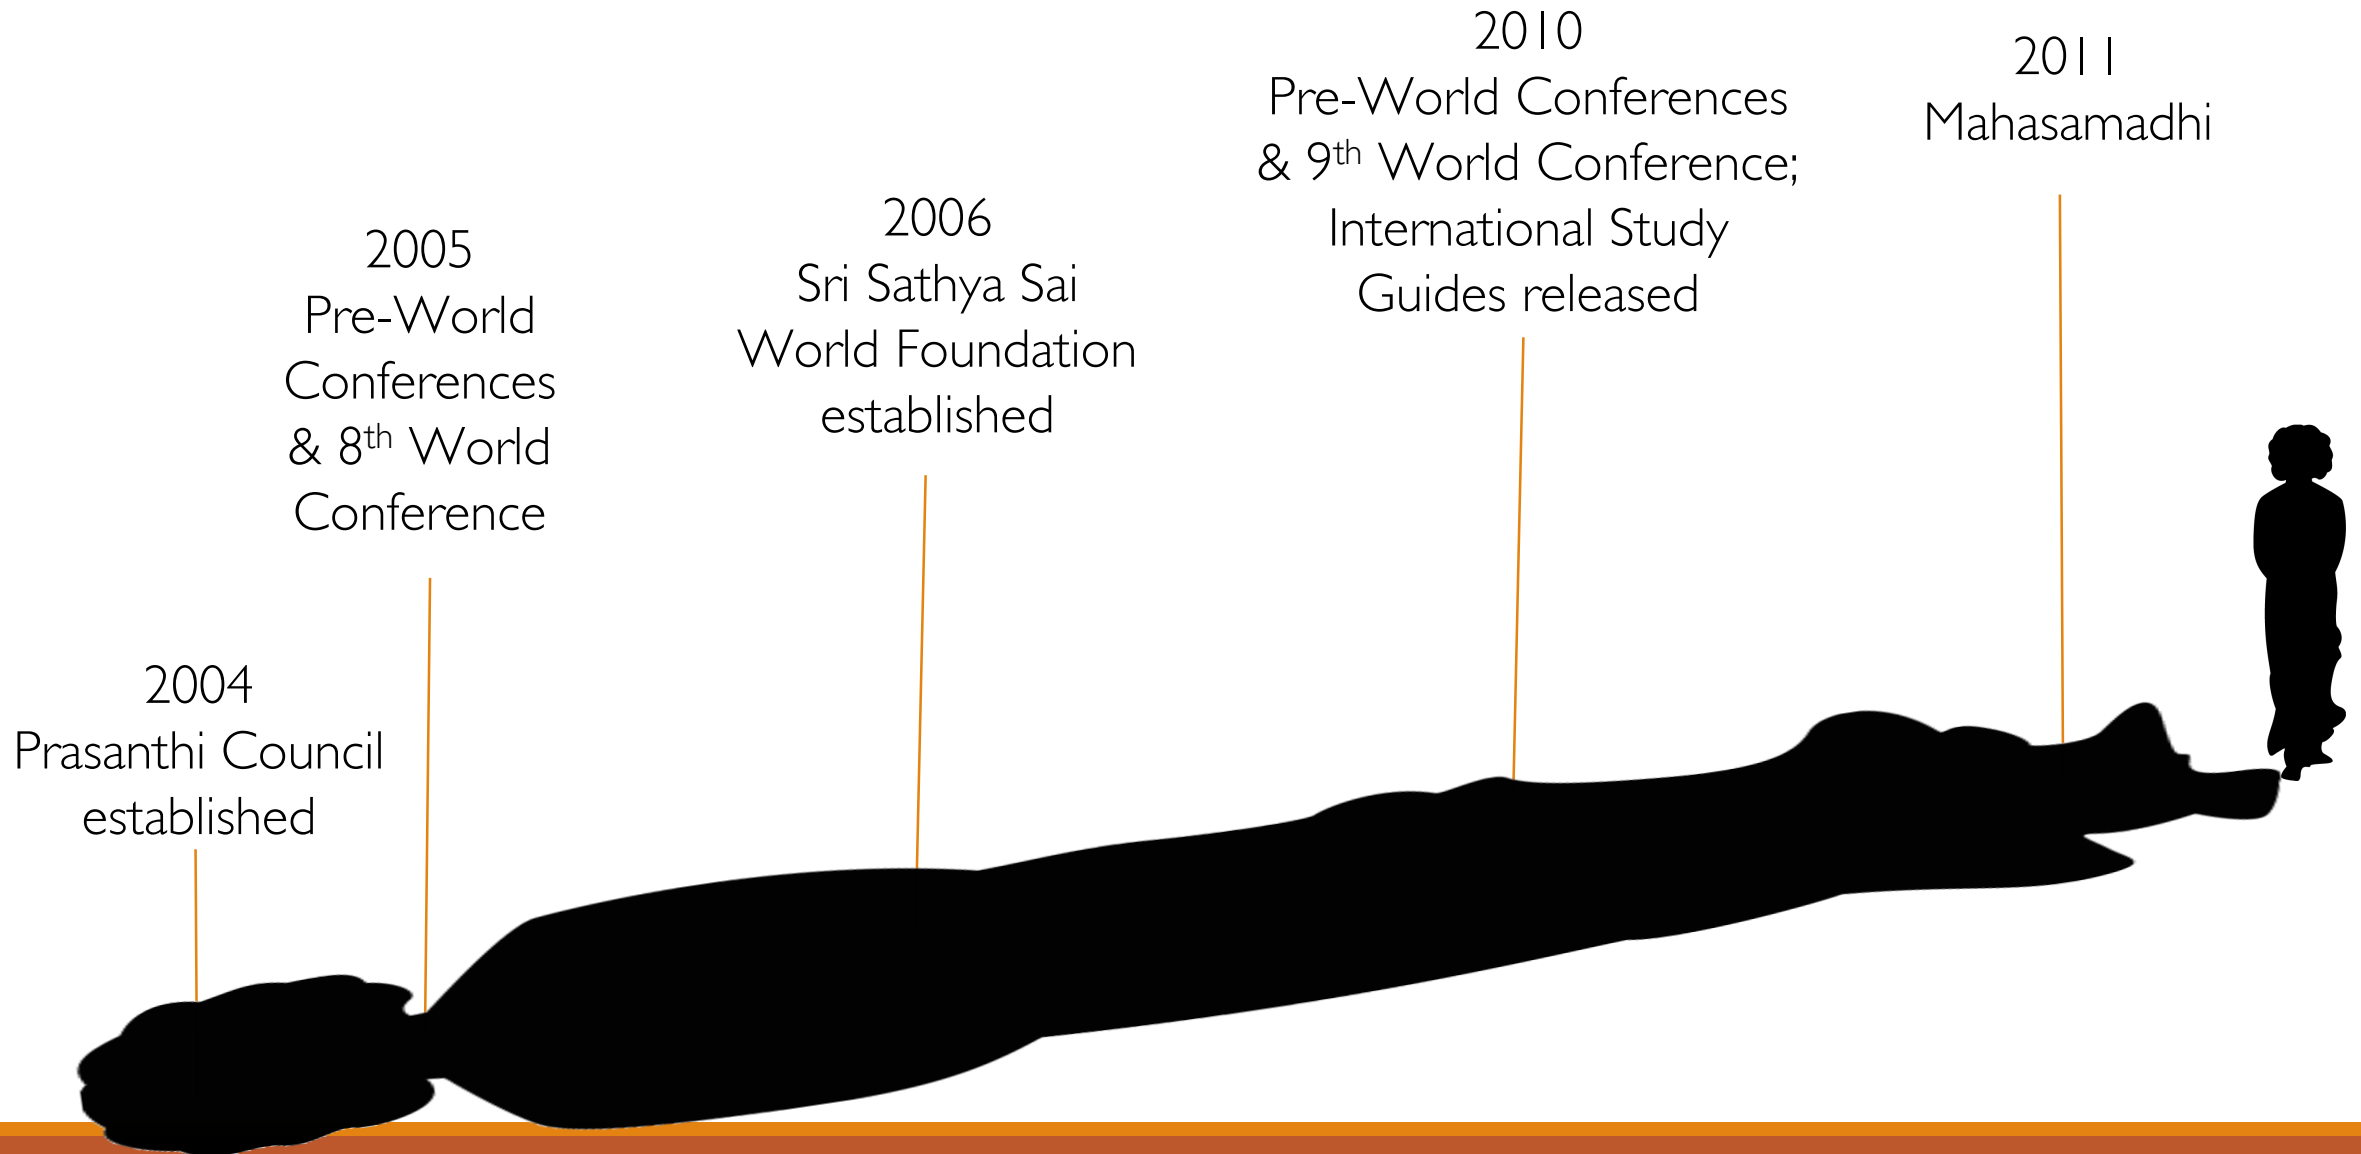 2004
Prasanthi Council
established
2005
Pre-World
Conferences
& 8th World
Conference
2006
Sri Sathya Sai
World Foundation
established
2010
Pre-World Conferences
& 9th World Conference;
International Study
Guides released
2011
Mahasamadhi